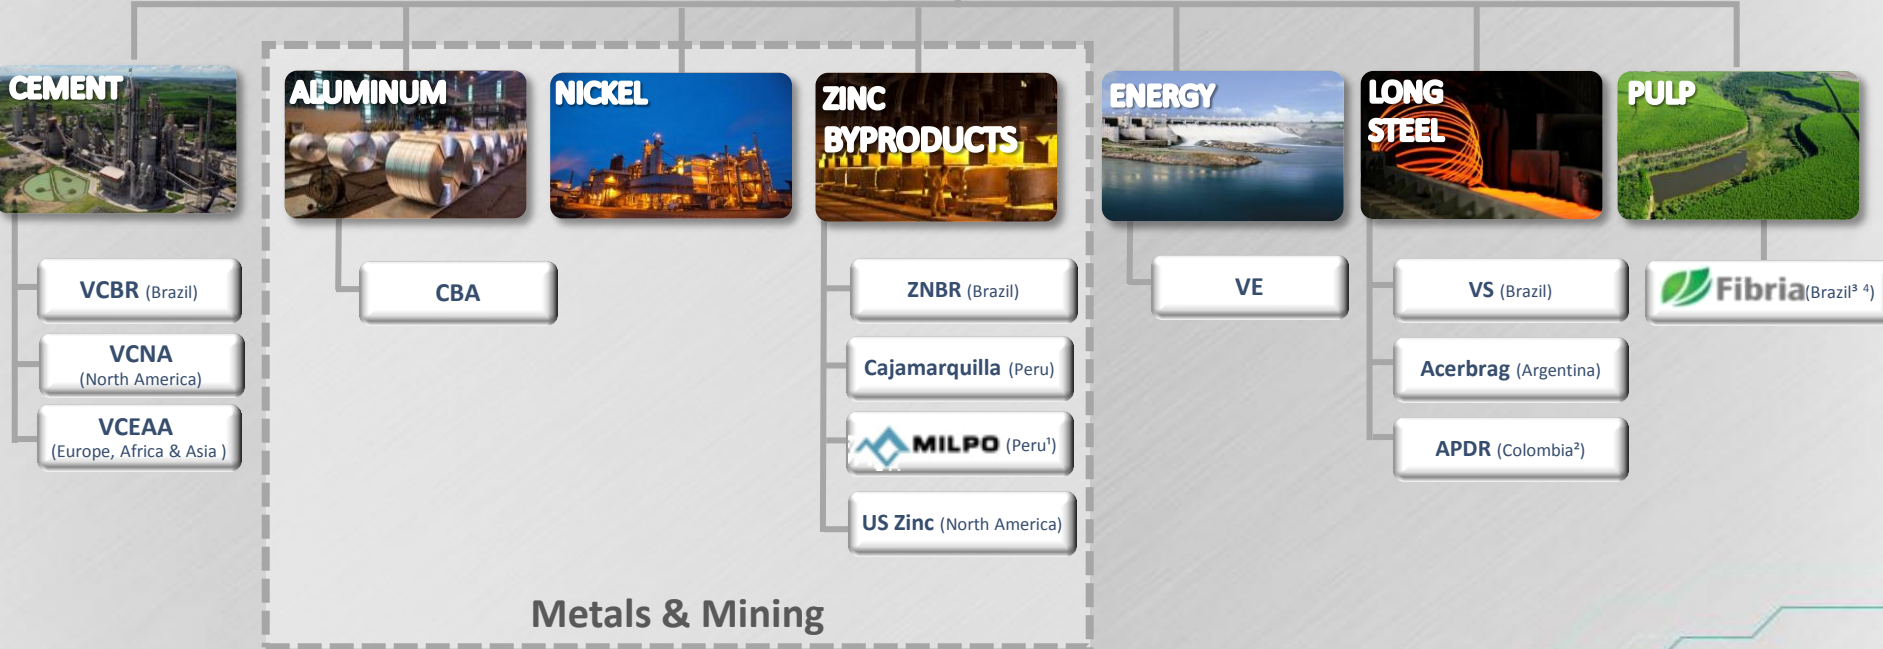 CEMENT
ALUMINUM
NICKEL
ZINC
BYPRODUCTS
ENERGY
LONG
STEEL
PULP
VCBR (Brazil)
VCNA
(North America)
VCEAA
(Europe, Africa & Asia )
CBA
ZNBR (Brazil)
Cajamarquilla (Peru)
MILPO (Peru¹)
US Zinc (North America)
VE
VS (Brazil)
Acerbrag (Argentina)
APDR (Colombia²)
Fibria(Brazil³ ⁴)
Metals & Mining